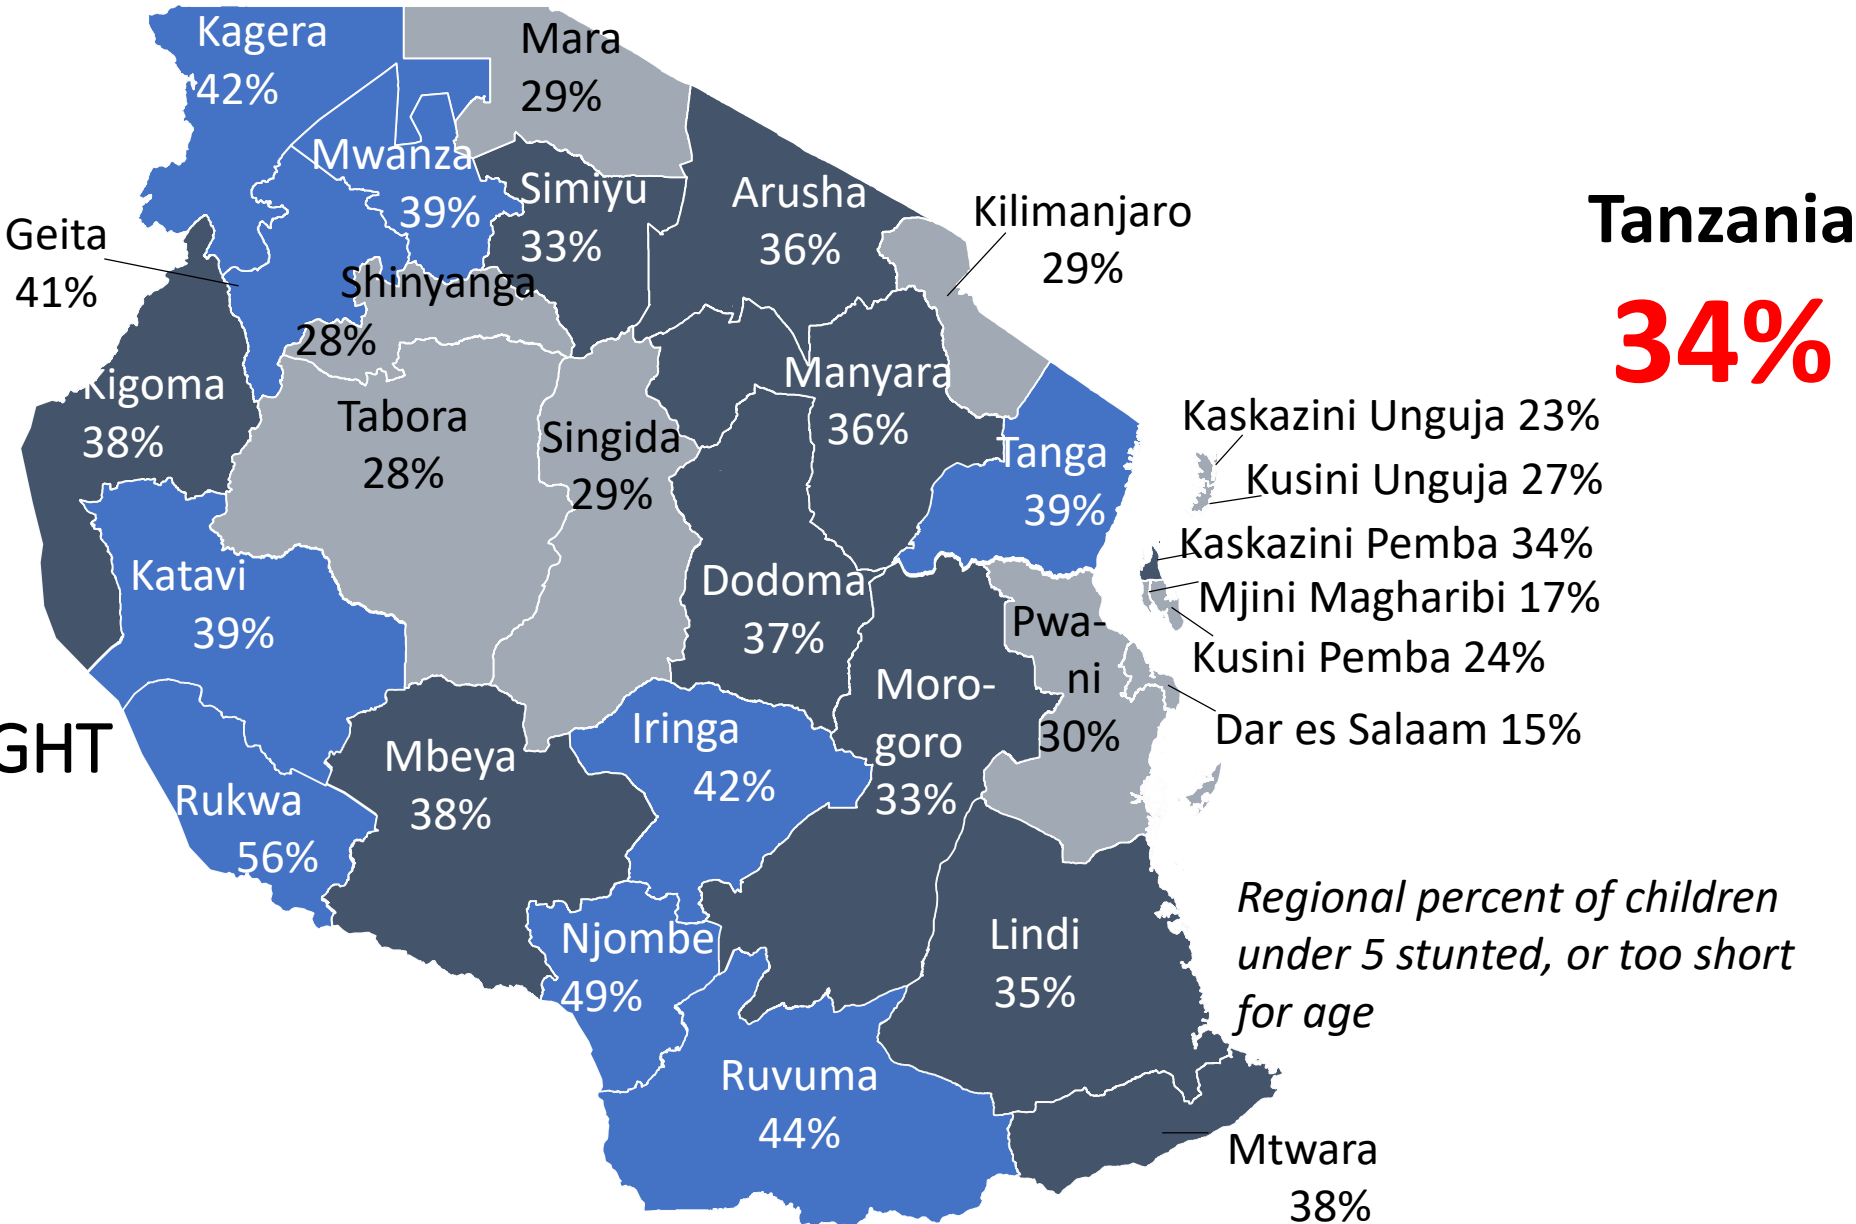 Kagera
42%
Mara
29%
Mwanza
39%
Simiyu
33%
Arusha
36%
Kilimanjaro
29%
Tanzania
34%
Geita
41%
Shinyanga
28%
Kigoma
38%
Tabora
28%
Singida
29%
Manyara
36%
Tanga
39%
Kaskazini Unguja 23%
Kusini Unguja 27%
Kaskazini Pemba 34%
Mjini Magharibi 17%
Kusini Pemba 24%
Dar es Salaam 15%
Katavi
39%
Dodoma
37%
Pwa-
ni
30%
Moro-
goro
33%
GHT
Rukwa
56%
Mbeya
38%
Iringa
42%
Njombe
49%
Lindi
35%
Regional percent of children
under 5 stunted, or too short
for age
Ruvuma
44%
Mtwara
38%